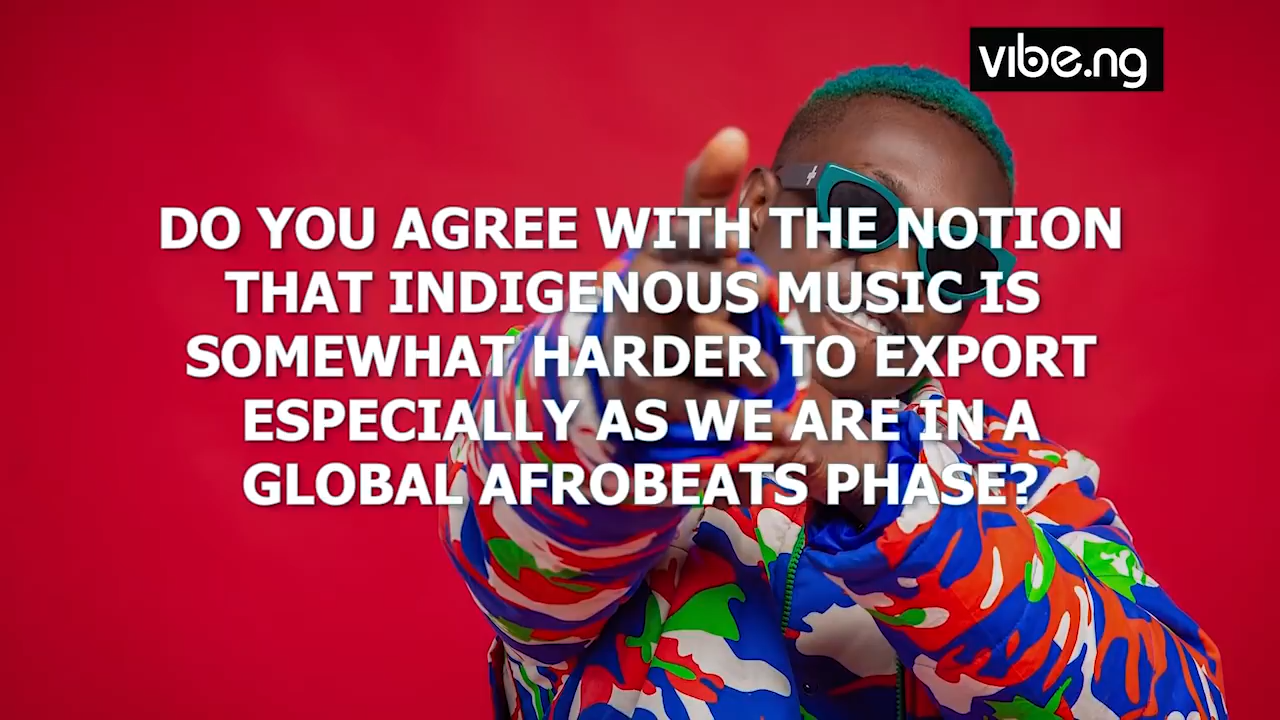 vibe.ng
DO YOU AGREE WITH THE NOTION
THAT INDIGENOUS MUSIC IS
SOMEWHAT HARDER TO EXPORT
ESPECIALLY AS WE ARE IN A
GLOBAL AFROBEATS PHASE?